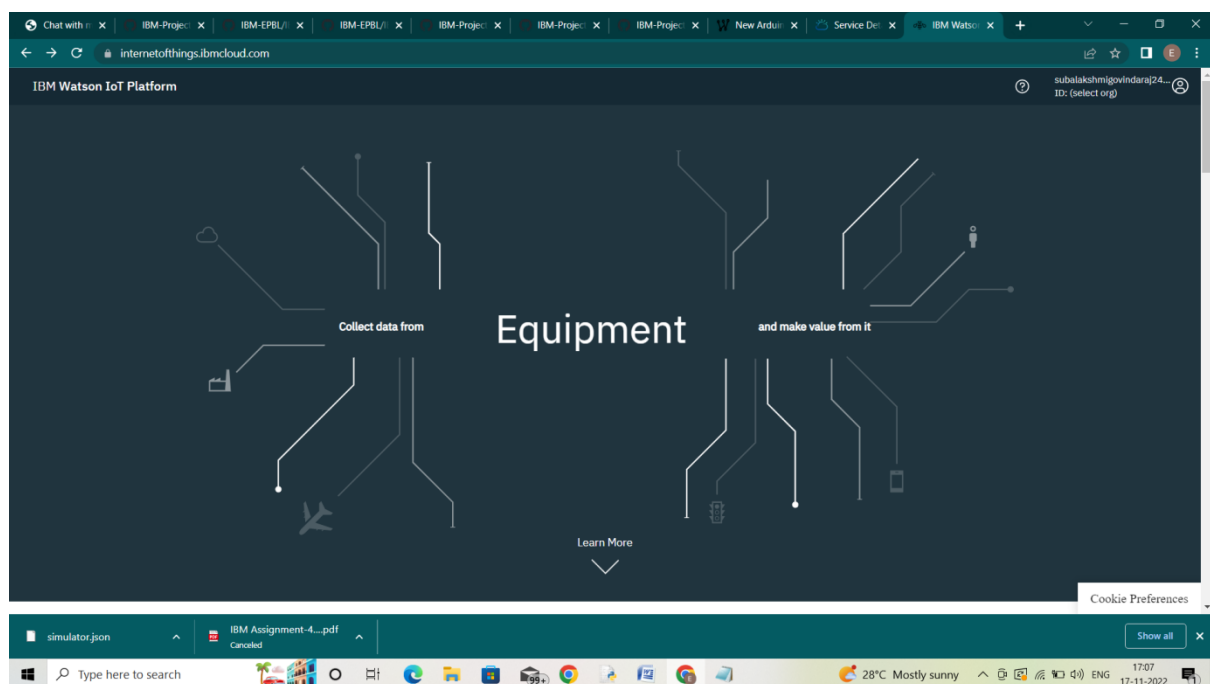 Chat with n
IBM-Project
IBM-EPBL/I
IBM-EPBL/I
IBM-Project
IBM-Project
IBM-Project
New Arduin
Service Det
IBM Watson
internetofthings.ibmcloud.com
E
IBM Watson IoT Platform
subalakshmigovindaraj24...
ID: (select org)
Collect data from
Equipment
and make value from it
Learn More
Cookie Preferences
simulator.json
IBM Assignment-4....pdf
Canceled
Show all
Type here to search
99+
28°C Mostly sunny
ENG
17:07
17-11-2022